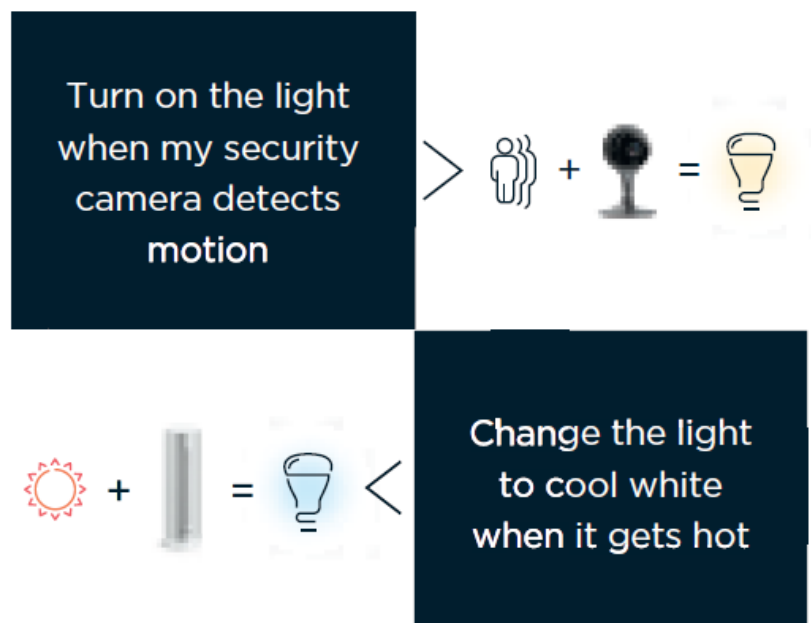 Turn on the light
when my security
camera detects
motion
+ =
+ =
Change the light
to cool white
when it gets hot